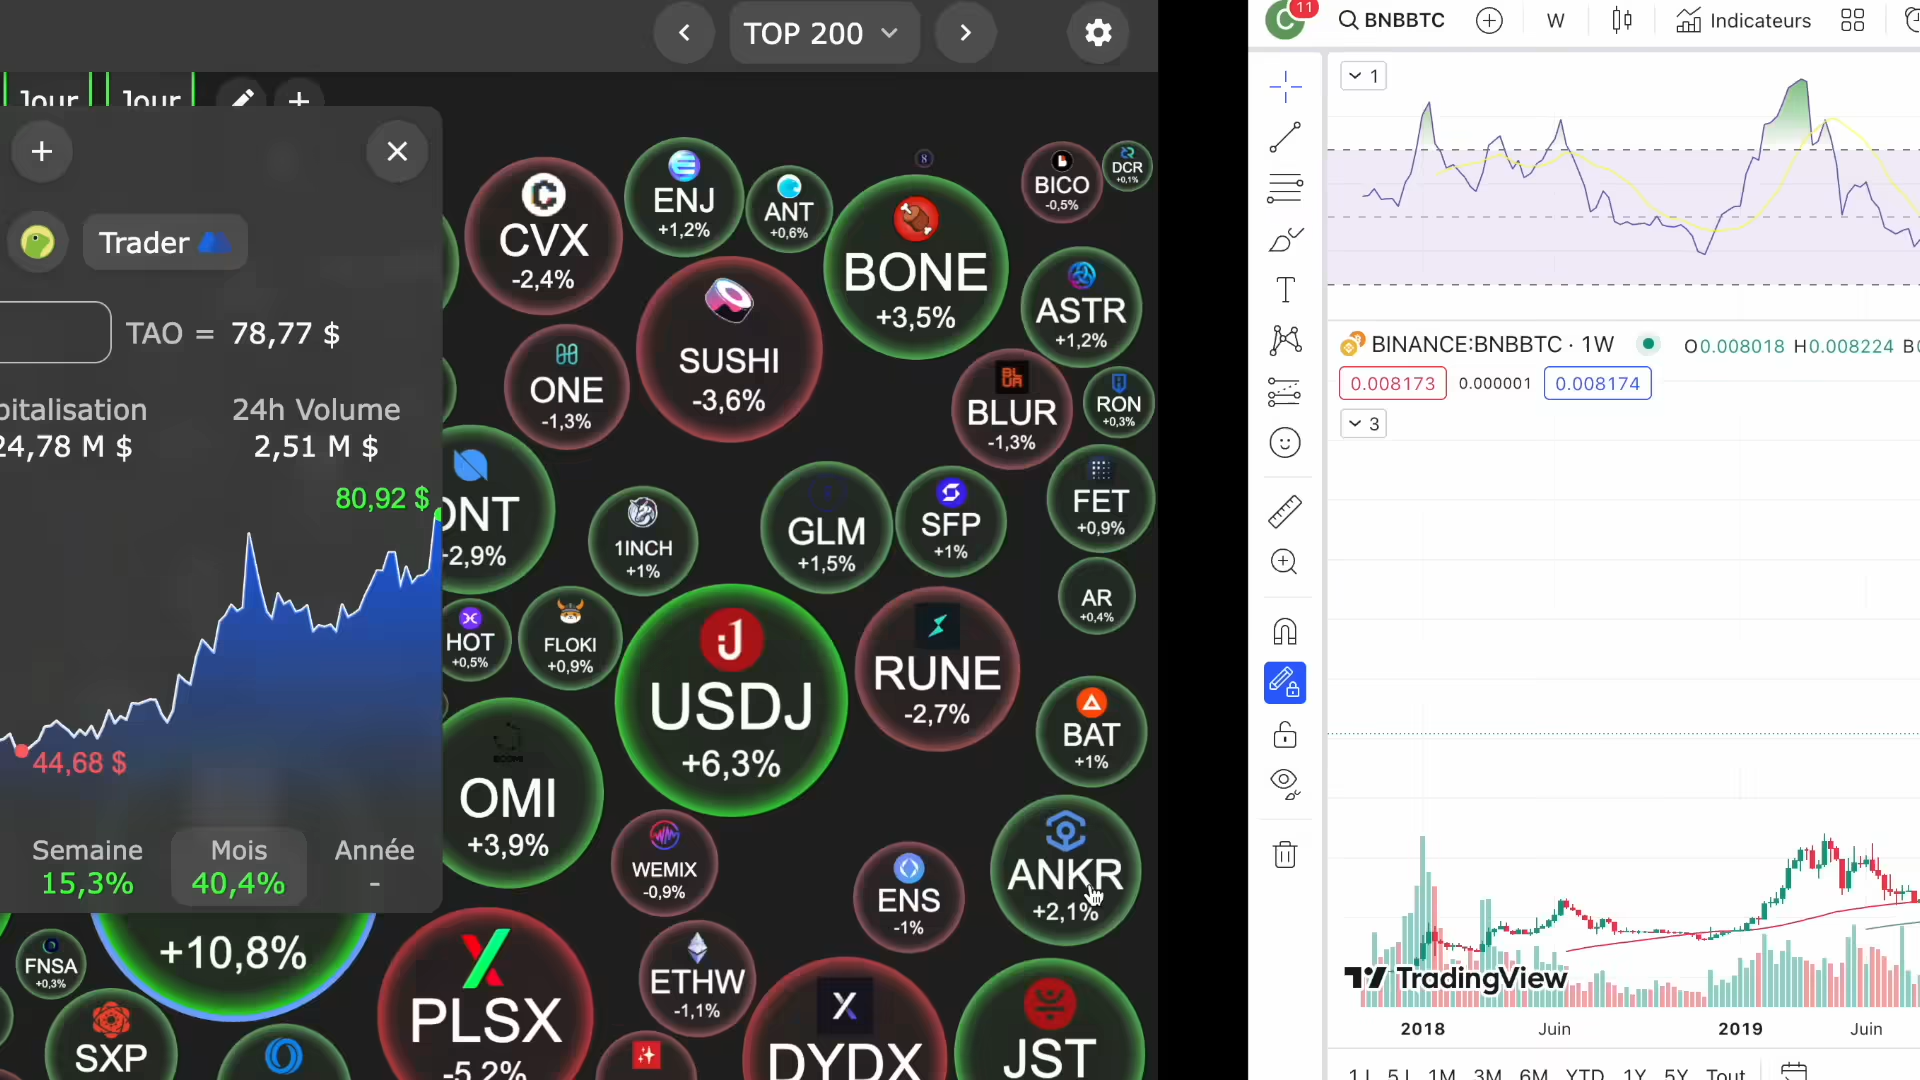 TOP 200
Jour
Jour
Trader
TAO = 78,77 $
pitalisation
24,78 M $
24h Volume
2,51 M $
80,92 $
44,68 $
Semaine
15,3%
Mois
40,4%
Année
-
+10,8%
CVX
-2,4%
ENJ
+1,2%
ANT
+0,6%
8
BONE
+3,5%
BICO
-0,5%
DCR
+0,1%
SUSHI
-3,6%
ASTR
+1,2%
ONE
-1,3%
BLUR
BLUR
-1,3%
RON
+0,3%
ONT
-2,9%
1INCH
+1%
GLM
+1,5%
SFP
+1%
FET
+0,9%
AR
+0,4%
HOT
+0,5%
FLOKI
+0,9%
USDJ
+6,3%
RUNE
-2,7%
BAT
+1%
OMI
+3,9%
WEMIX
-0,9%
ENS
-1%
ANKR
+2,1%
FNSA
+0,3%
SXP
PLSX
-5,2%
ETHW
-1,1%
X
DYDX
JST
C
11
BNBBTC
W
Indicateurs
1
BINANCE:BNBBTC · 1W
O0.008018 H0.008224 B0
0.008173
0.000001
0.008174
3
TradingView
2018
Juin
2019
Juin
1J 5J 1M 3M 6M YTD 1Y 5Y Tout